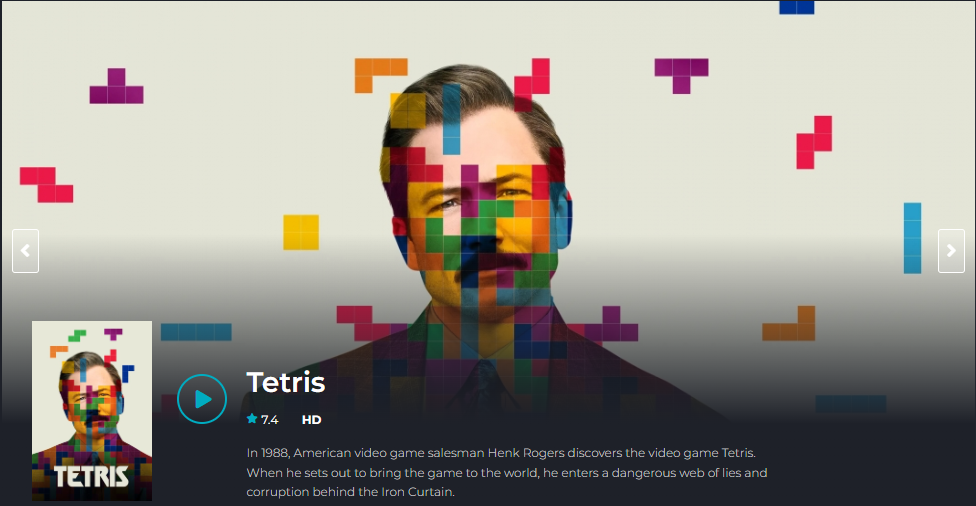 Tetris
7.4 HD
In 1988, American video game salesman Henk Rogers discovers the video game Tetris.
When he sets out to bring the game to the world, he enters a dangerous web of lies and
corruption behind the Iron Curtain.
TETRIS